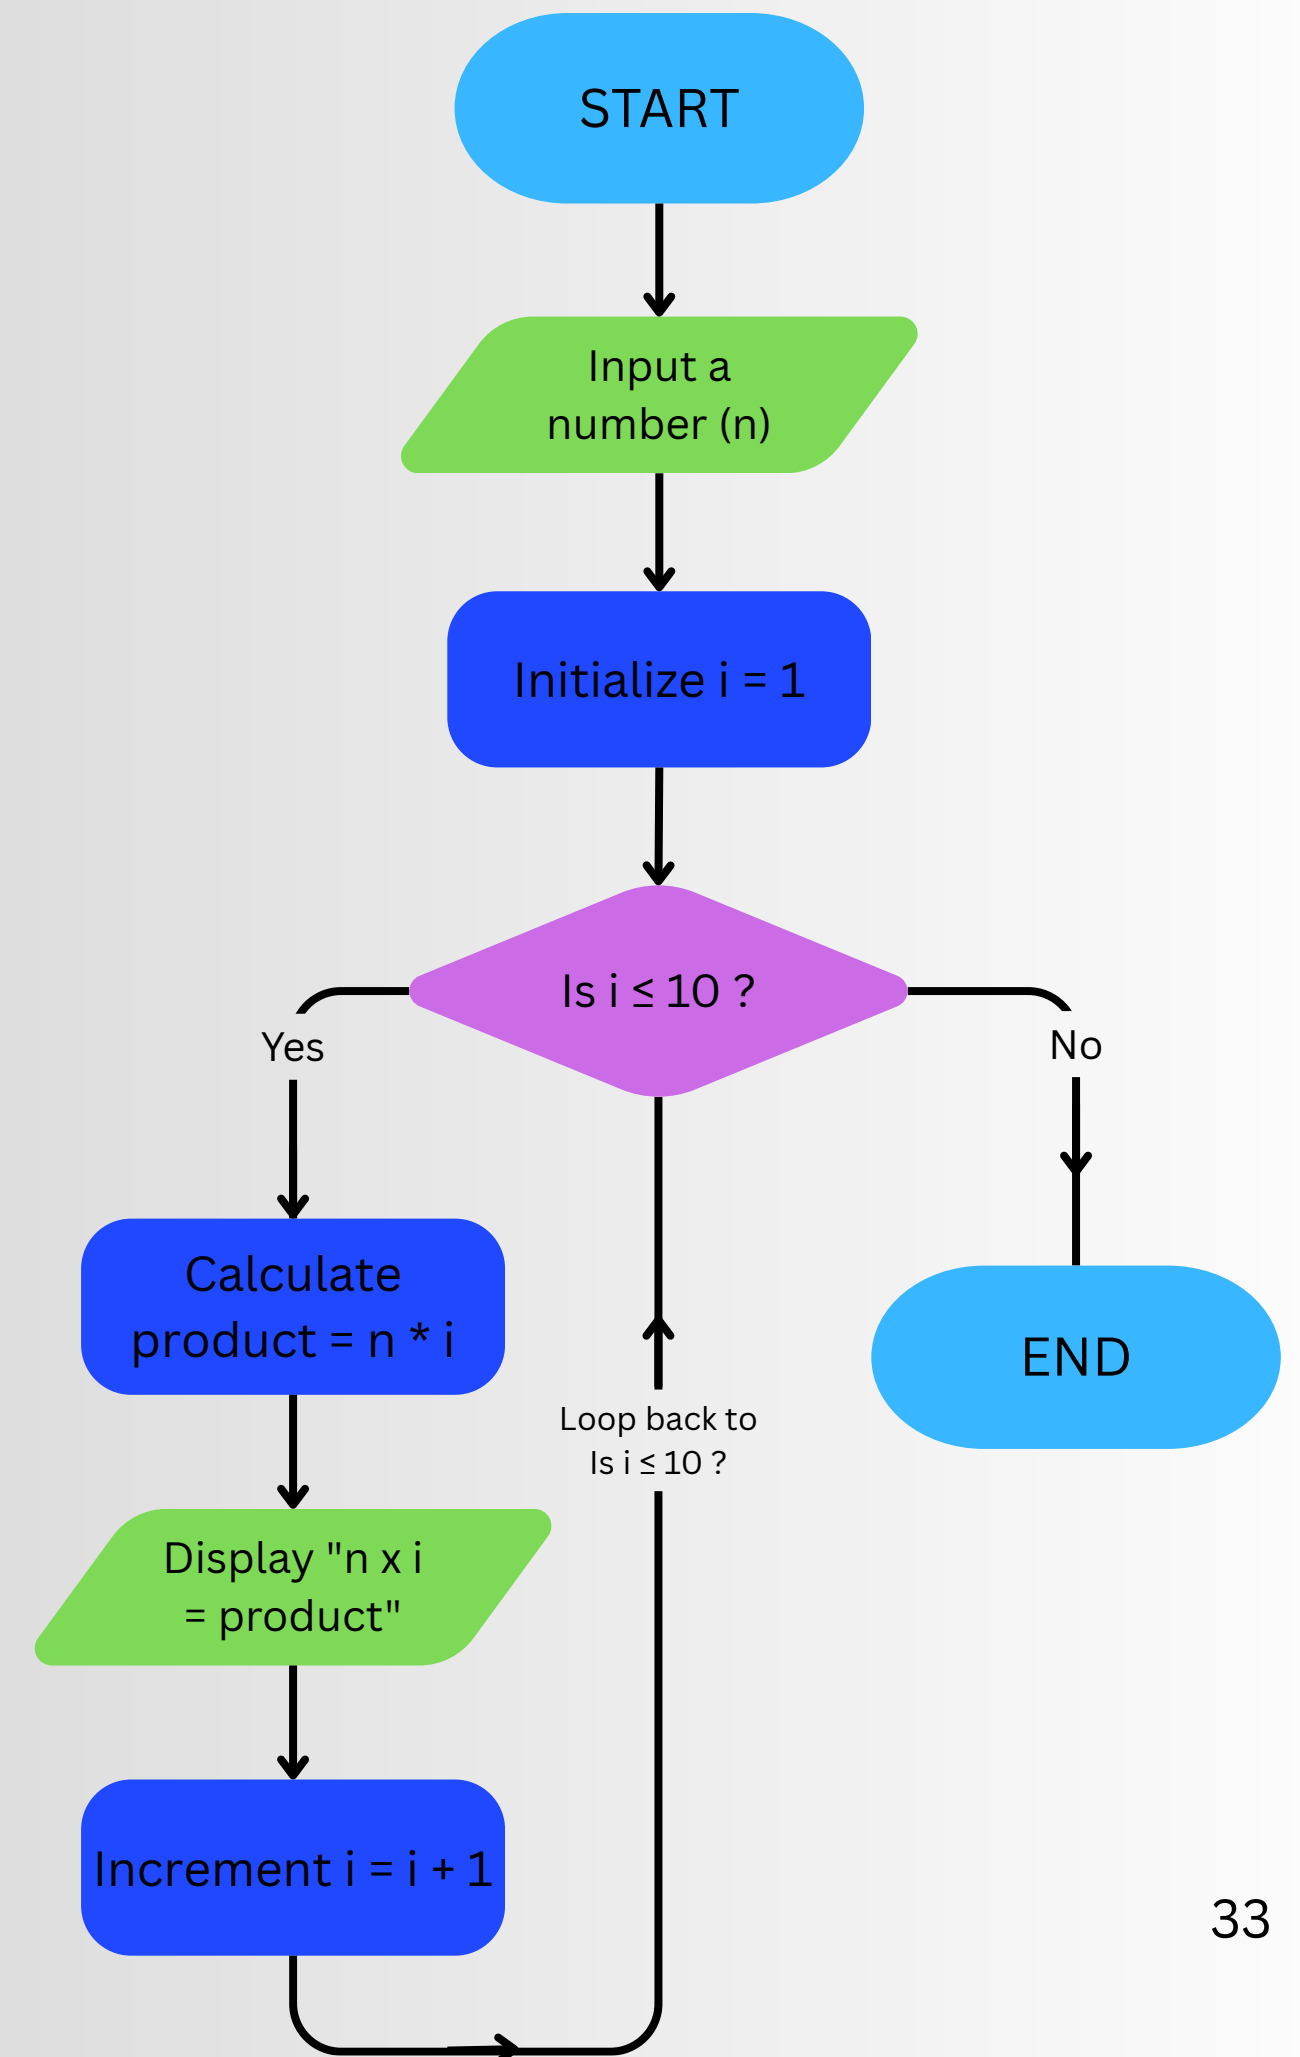 START
Input a
number (n)
Initialize i = 1
Is i ≤ 10 ?
Yes
No
Calculate
product = n * i
END
Loop back to
Is i ≤ 10 ?
Display "n x i
= product"
Increment i = i + 1
33